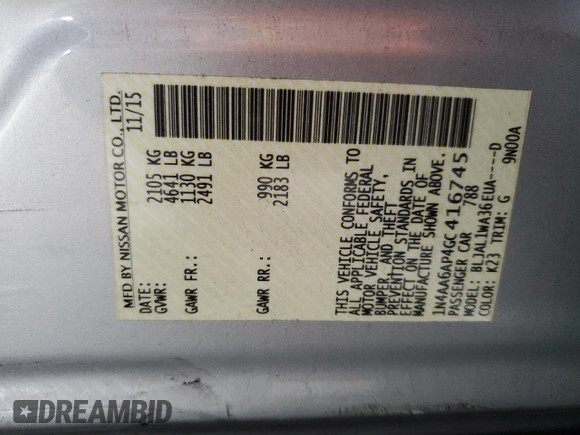 MFD BY NISSAN MOTOR CO., LTD.
DATE: 11/15
GVWR: 2105 KG
4641 LB
GAWR FR.: 1130 KG
2491 LB
GAWR RR.: 990 KG
2183 LB
THIS VEHICLE CONFORMS TO
ALL APPLICABLE FEDERAL
MOTOR VEHICLE SAFETY,
BUMPER, AND THEFT
PREVENTION STANDARDS IN
EFFECT ON THE DATE OF
MANUFACTURE SHOWN ABOVE.
1N4AA6AP4GC416745
PASSENGER CAR 788
MODEL: BLJALIWA36EUA----D
COLOR: K23 TRIM: G 9N00A
DREAMBID